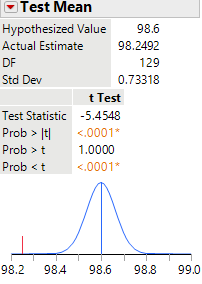 Test Mean
Hypothesized Value 98.6
Actual Estimate 98.2492
DF 129
Std Dev 0.73318
t Test
Test Statistic -5.4548
Prob > |t| <.0001*
Prob > t 1.0000
Prob < t <.0001*
98.2 98.4 98.6 98.8 99.0